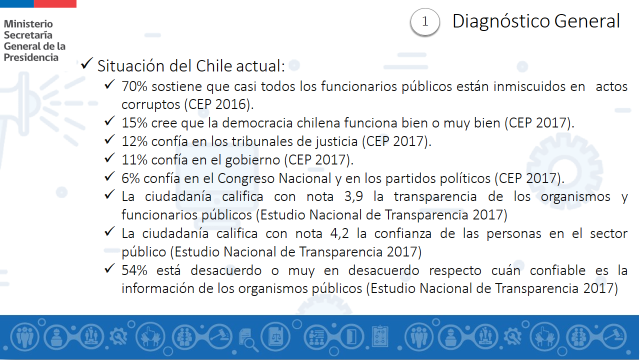 Ministerio
Secretaría
General de la
Presidencia
1 Diagnóstico General
✓ Situación del Chile actual:
✓ 70% sostiene que casi todos los funcionarios públicos están inmiscuidos en actos
corruptos (CEP 2016).
✓ 15% cree que la democracia chilena funciona bien o muy bien (CEP 2017).
✓ 12% confía en los tribunales de justicia (CEP 2017).
✓ 11% confía en el gobierno (CEP 2017).
✓ 6% confía en el Congreso Nacional y en los partidos políticos (CEP 2017).
✓ La ciudadanía califica con nota 3,9 la transparencia de los organismos y
funcionarios públicos (Estudio Nacional de Transparencia 2017)
✓ La ciudadanía califica con nota 4,2 la confianza de las personas en el sector
público (Estudio Nacional de Transparencia 2017)
✓ 54% está desacuerdo o muy en desacuerdo respecto cuán confiable es la
información de los organismos públicos (Estudio Nacional de Transparencia 2017)